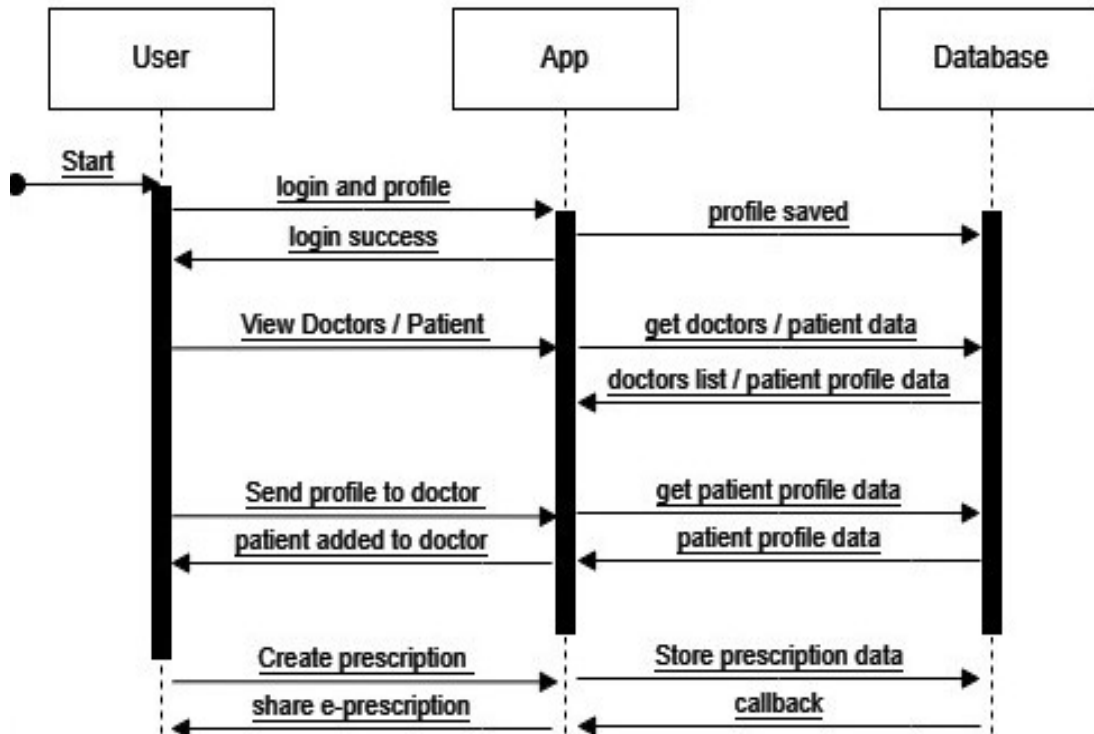 User
App
Database
Start
login and profile
profile saved
login success
View Doctors / Patient
get doctors / patient data
doctors list / patient profile data
Send profile to doctor
get patient profile data
patient added to doctor
patient profile data
Create prescription
Store prescription data
share e-prescription
callback